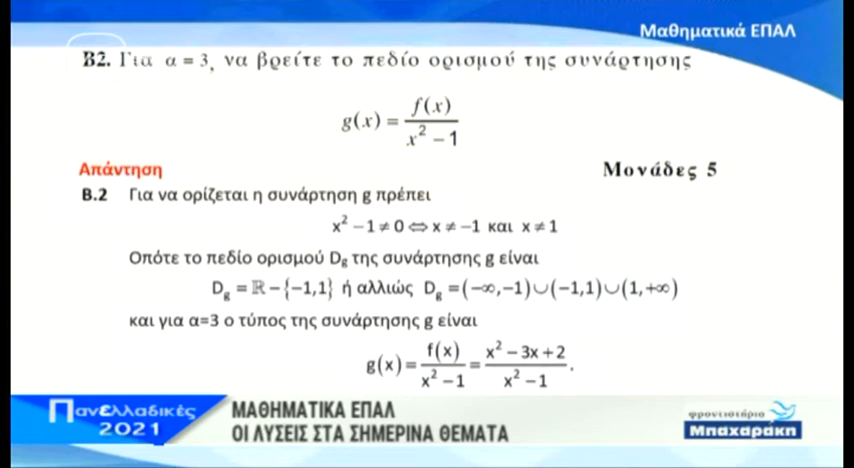 Μαθηματικά ΕΠΑΛ
Β2. Για α = 3, να βρείτε το πεδίο ορισμού της συνάρτησης
g(x) = f(x) / x² − 1
Απάντηση
Μονάδες 5
Β.2 Για να ορίζεται η συνάρτηση g πρέπει
x² − 1 ≠ 0 ⇔ x ≠ −1 και x ≠ 1
Οπότε το πεδίο ορισμού Dg της συνάρτησης g είναι
Dg = ℝ − {−1,1} ή αλλιώς Dg = (−∞,−1)∪(−1,1)∪(1,+∞)
και για α=3 ο τύπος της συνάρτησης g είναι
g(x) = f(x) / x² − 1 = x² − 3x + 2 / x² − 1 .
Πανελλαδικές
2021
ΜΑΘΗΜΑΤΙΚΑ ΕΠΑΛ
ΟΙ ΛΥΣΕΙΣ ΣΤΑ ΣΗΜΕΡΙΝΑ ΘΕΜΑΤΑ
φροντιστήριο
Μπαχαράκη